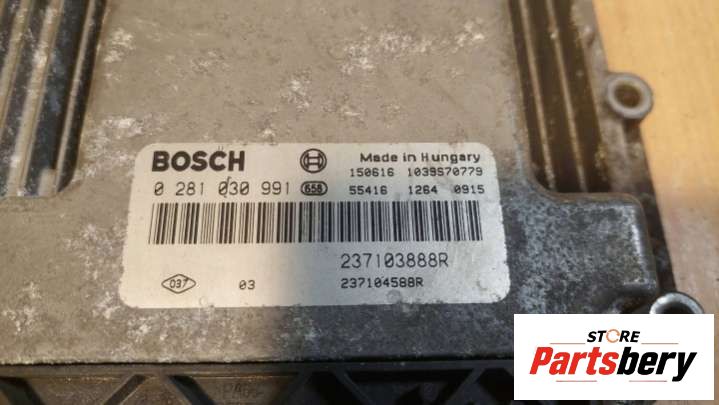 BOSCH
Made in Hungary
150616 1039S70779
0 281 030 991 658 55416 1264 0915
237103888R
037 03 237104588R
STORE
Partsbery